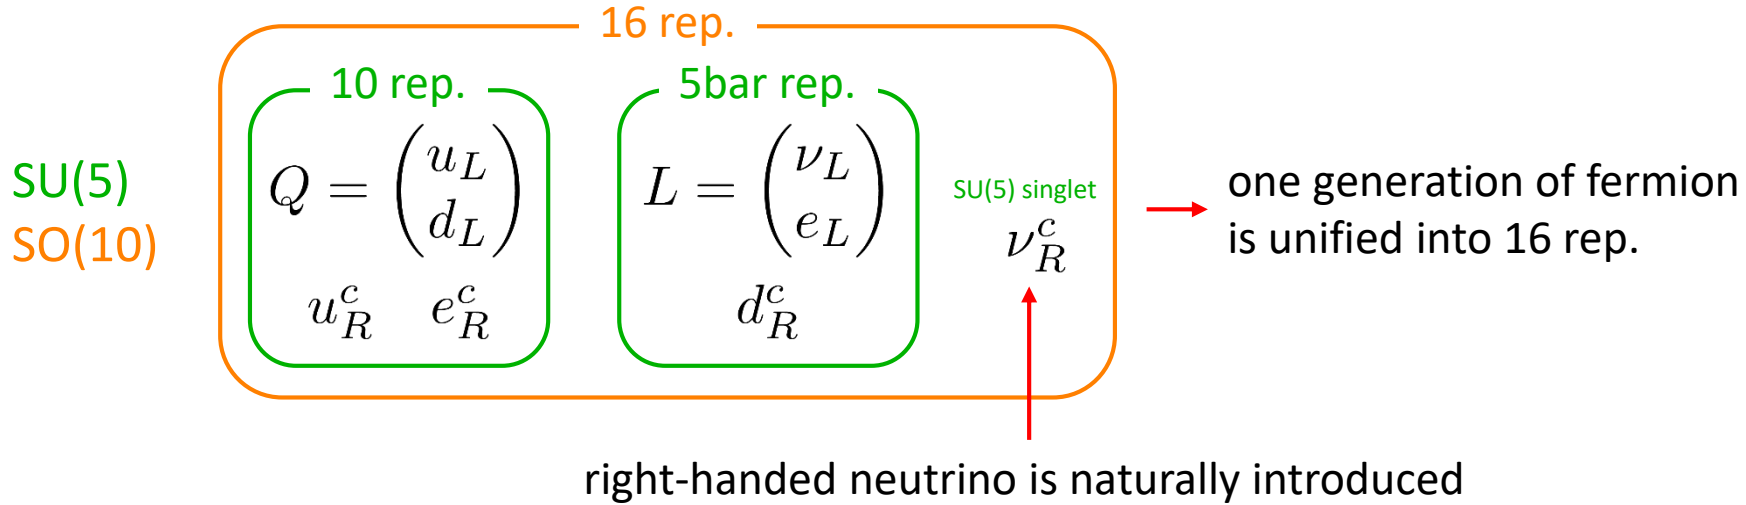 16 rep.
10 rep.
5bar rep.
SU(5)
SO(10)
Q = (u_L d_L)
u_R^c e_R^c
L = (ν_L e_L)
d_R^c
SU(5) singlet
ν_R^c
one generation of fermion
is unified into 16 rep.
right-handed neutrino is naturally introduced